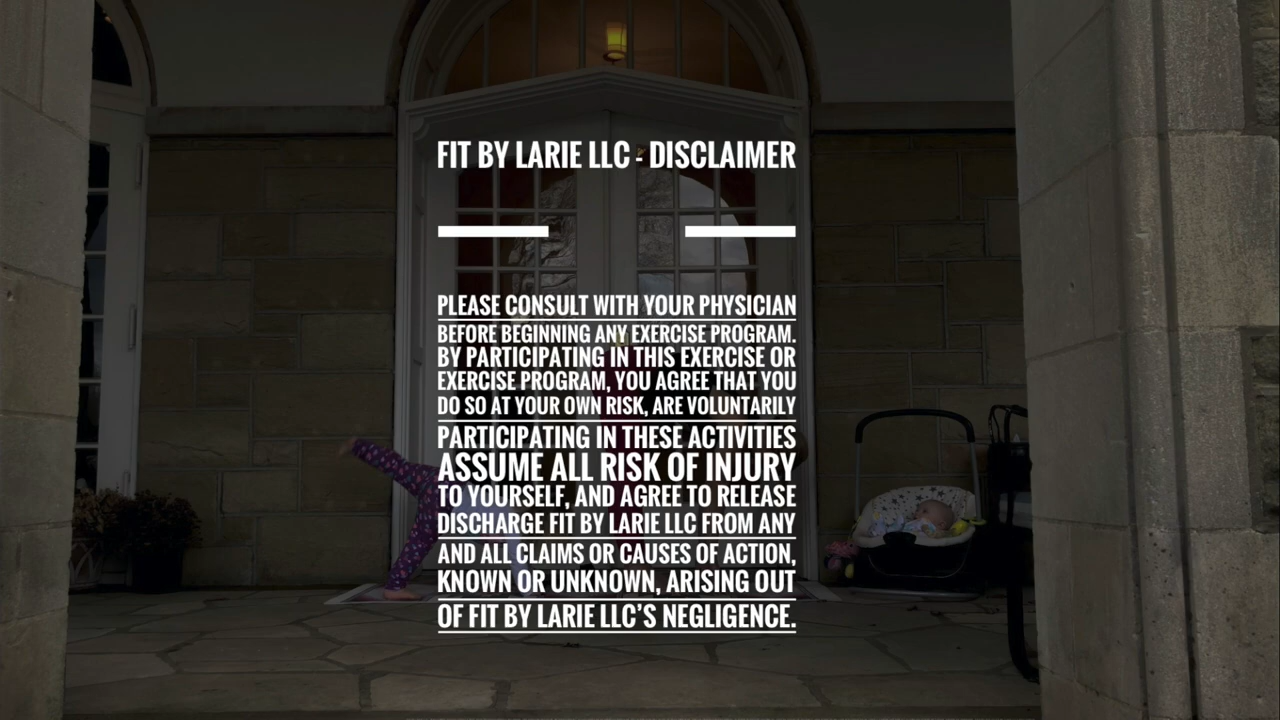 FIT BY LARIE LLC - DISCLAIMER
PLEASE CONSULT WITH YOUR PHYSICIAN
BEFORE BEGINNING ANY EXERCISE PROGRAM.
BY PARTICIPATING IN THIS EXERCISE OR
EXERCISE PROGRAM, YOU AGREE THAT YOU
DO SO AT YOUR OWN RISK, ARE VOLUNTARILY
PARTICIPATING IN THESE ACTIVITIES
ASSUME ALL RISK OF INJURY
TO YOURSELF, AND AGREE TO RELEASE
DISCHARGE FIT BY LARIE LLC FROM ANY
AND ALL CLAIMS OR CAUSES OF ACTION,
KNOWN OR UNKNOWN, ARISING OUT
OF FIT BY LARIE LLC'S NEGLIGENCE.